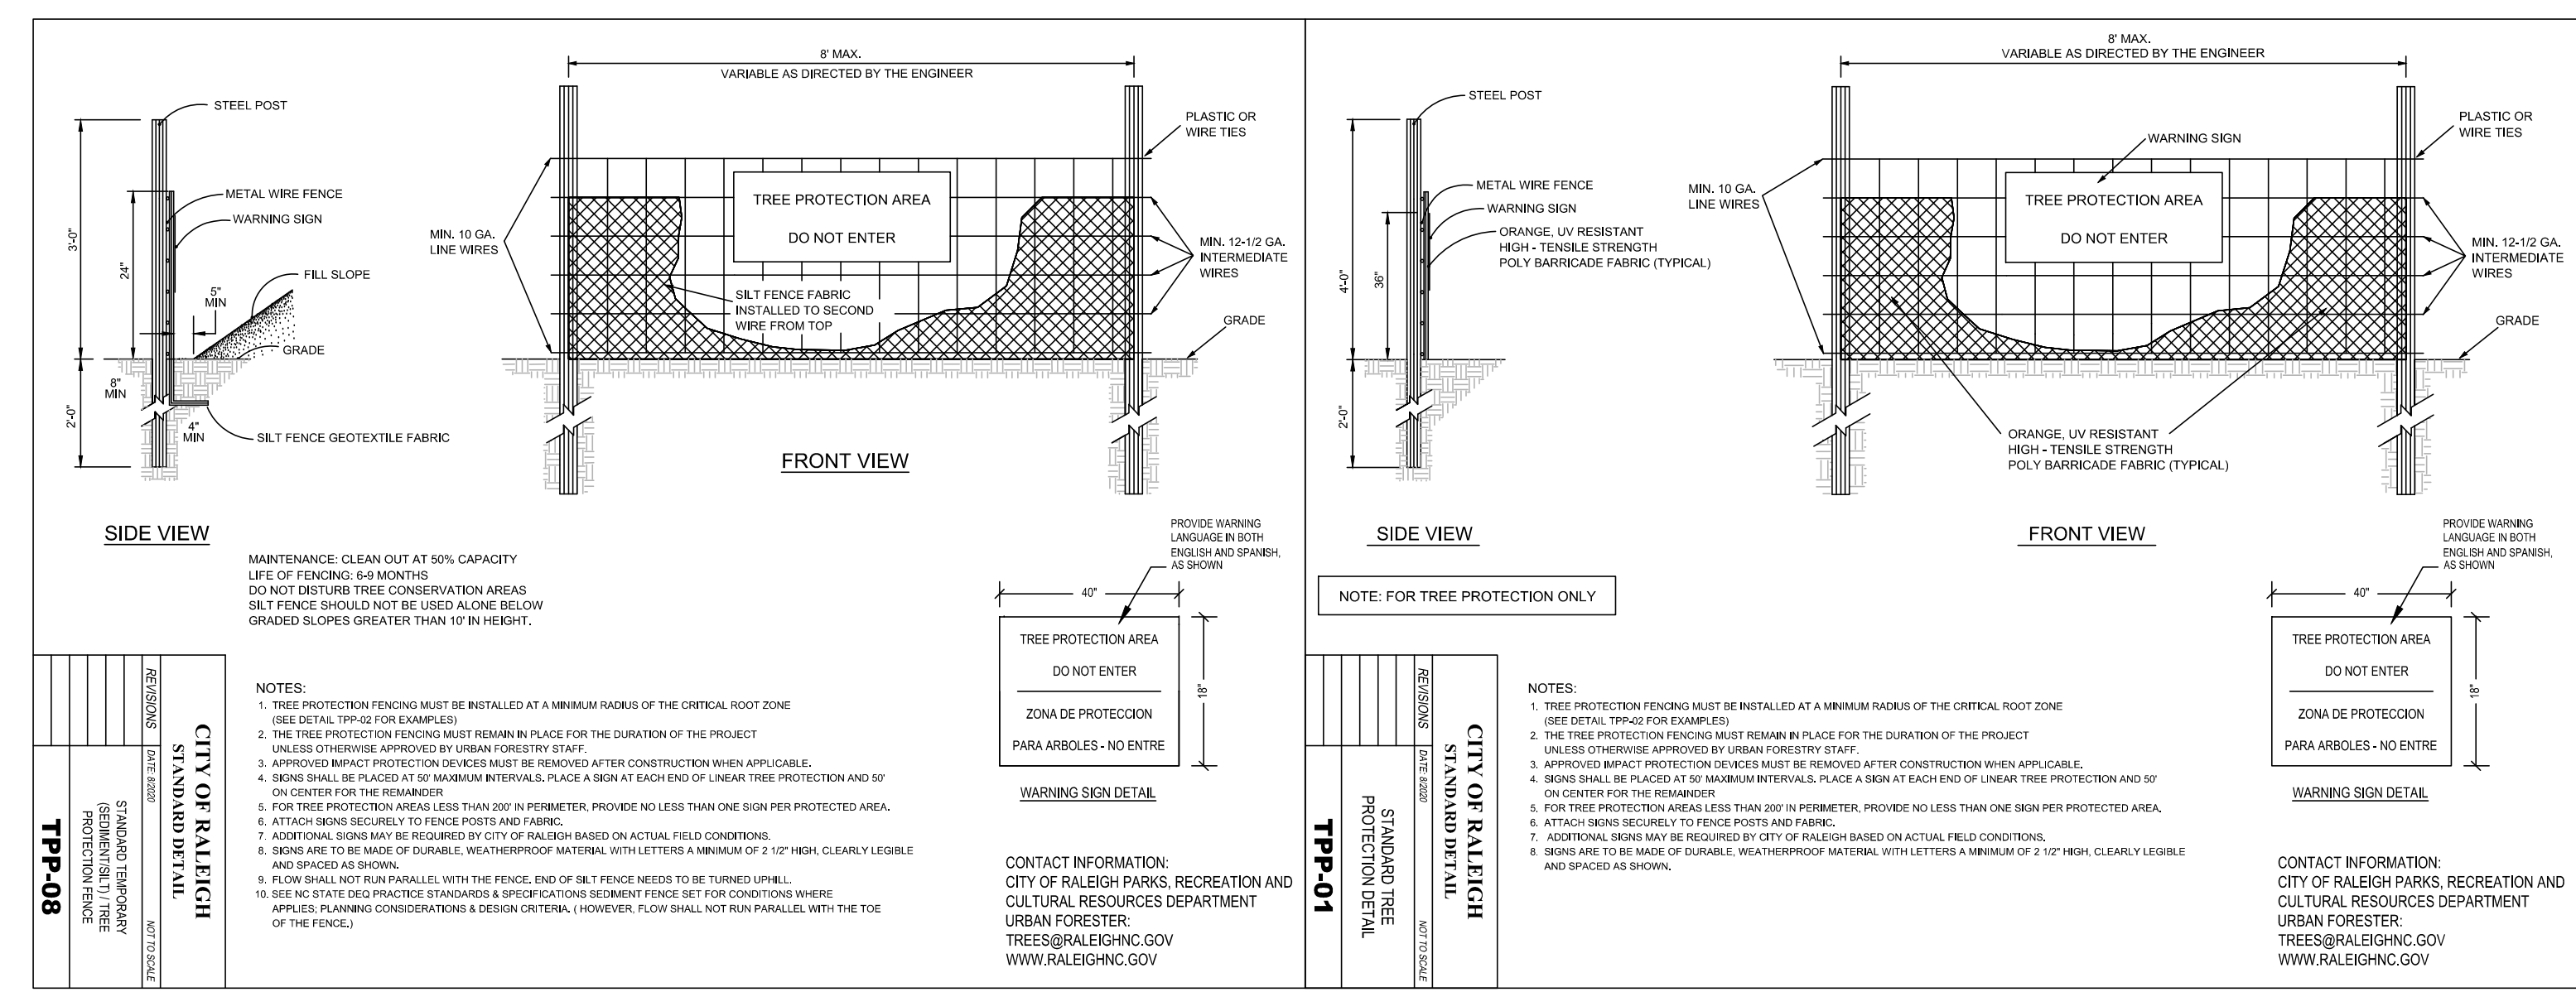 8' MAX.
VARIABLE AS DIRECTED BY THE ENGINEER
STEEL POST
PLASTIC OR
WIRE TIES
METAL WIRE FENCE
WARNING SIGN
TREE PROTECTION AREA
DO NOT ENTER
MIN. 10 GA.
LINE WIRES
3'-0"
24"
MIN. 12-1/2 GA.
INTERMEDIATE
WIRES
FILL SLOPE
5"
MIN
SILT FENCE FABRIC
INSTALLED TO SECOND
WIRE FROM TOP
GRADE
GRADE
8"
MIN
2'-0"
4"
MIN
SILT FENCE GEOTEXTILE FABRIC
FRONT VIEW
SIDE VIEW
MAINTENANCE: CLEAN OUT AT 50% CAPACITY
LIFE OF FENCING: 6-9 MONTHS
DO NOT DISTURB TREE CONSERVATION AREAS
SILT FENCE SHOULD NOT BE USED ALONE BELOW
GRADED SLOPES GREATER THAN 10' IN HEIGHT.
PROVIDE WARNING
LANGUAGE IN BOTH
ENGLISH AND SPANISH,
AS SHOWN
40"
18"
TREE PROTECTION AREA
DO NOT ENTER
ZONA DE PROTECCION
PARA ARBOLES - NO ENTRE
WARNING SIGN DETAIL
NOTES:
1. TREE PROTECTION FENCING MUST BE INSTALLED AT A MINIMUM RADIUS OF THE CRITICAL ROOT ZONE
(SEE DETAIL TPP-02 FOR EXAMPLES)
2. THE TREE PROTECTION FENCING MUST REMAIN IN PLACE FOR THE DURATION OF THE PROJECT
UNLESS OTHERWISE APPROVED BY URBAN FORESTRY STAFF.
3. APPROVED IMPACT PROTECTION DEVICES MUST BE REMOVED AFTER CONSTRUCTION WHEN APPLICABLE.
4. SIGNS SHALL BE PLACED AT 50' MAXIMUM INTERVALS. PLACE A SIGN AT EACH END OF LINEAR TREE PROTECTION AND 50'
ON CENTER FOR THE REMAINDER
5. FOR TREE PROTECTION AREAS LESS THAN 200' IN PERIMETER, PROVIDE NO LESS THAN ONE SIGN PER PROTECTED AREA.
6. ATTACH SIGNS SECURELY TO FENCE POSTS AND FABRIC.
7. ADDITIONAL SIGNS MAY BE REQUIRED BY CITY OF RALEIGH BASED ON ACTUAL FIELD CONDITIONS.
8. SIGNS ARE TO BE MADE OF DURABLE, WEATHERPROOF MATERIAL WITH LETTERS A MINIMUM OF 2 1/2" HIGH, CLEARLY LEGIBLE
AND SPACED AS SHOWN.
9. FLOW SHALL NOT RUN PARALLEL WITH THE FENCE. END OF SILT FENCE NEEDS TO BE TURNED UPHILL.
10. SEE NC STATE DEQ PRACTICE STANDARDS & SPECIFICATIONS SEDIMENT FENCE SET FOR CONDITIONS WHERE
APPLIES; PLANNING CONSIDERATIONS & DESIGN CRITERIA. ( HOWEVER, FLOW SHALL NOT RUN PARALLEL WITH THE TOE
OF THE FENCE.)
CONTACT INFORMATION:
CITY OF RALEIGH PARKS, RECREATION AND
CULTURAL RESOURCES DEPARTMENT
URBAN FORESTER:
TREES@RALEIGHNC.GOV
WWW.RALEIGHNC.GOV
CITY OF RALEIGH
STANDARD DETAIL
REVISIONS
DATE: 8/2020
NOT TO SCALE
STANDARD TEMPORARY
(SEDIMENT/SILT) / TREE
PROTECTION FENCE
TPP-08
8' MAX.
VARIABLE AS DIRECTED BY THE ENGINEER
STEEL POST
PLASTIC OR
WIRE TIES
WARNING SIGN
METAL WIRE FENCE
WARNING SIGN
ORANGE, UV RESISTANT
HIGH - TENSILE STRENGTH
POLY BARRICADE FABRIC (TYPICAL)
MIN. 10 GA.
LINE WIRES
TREE PROTECTION AREA
DO NOT ENTER
4'-0"
36"
MIN. 12-1/2 GA.
INTERMEDIATE
WIRES
GRADE
2'-0"
ORANGE, UV RESISTANT
HIGH - TENSILE STRENGTH
POLY BARRICADE FABRIC (TYPICAL)
SIDE VIEW
FRONT VIEW
NOTE: FOR TREE PROTECTION ONLY
PROVIDE WARNING
LANGUAGE IN BOTH
ENGLISH AND SPANISH,
AS SHOWN
40"
18"
TREE PROTECTION AREA
DO NOT ENTER
ZONA DE PROTECCION
PARA ARBOLES - NO ENTRE
WARNING SIGN DETAIL
NOTES:
1. TREE PROTECTION FENCING MUST BE INSTALLED AT A MINIMUM RADIUS OF THE CRITICAL ROOT ZONE
(SEE DETAIL TPP-02 FOR EXAMPLES)
2. THE TREE PROTECTION FENCING MUST REMAIN IN PLACE FOR THE DURATION OF THE PROJECT
UNLESS OTHERWISE APPROVED BY URBAN FORESTRY STAFF.
3. APPROVED IMPACT PROTECTION DEVICES MUST BE REMOVED AFTER CONSTRUCTION WHEN APPLICABLE.
4. SIGNS SHALL BE PLACED AT 50' MAXIMUM INTERVALS. PLACE A SIGN AT EACH END OF LINEAR TREE PROTECTION AND 50'
ON CENTER FOR THE REMAINDER
5. FOR TREE PROTECTION AREAS LESS THAN 200' IN PERIMETER, PROVIDE NO LESS THAN ONE SIGN PER PROTECTED AREA.
6. ATTACH SIGNS SECURELY TO FENCE POSTS AND FABRIC.
7. ADDITIONAL SIGNS MAY BE REQUIRED BY CITY OF RALEIGH BASED ON ACTUAL FIELD CONDITIONS.
8. SIGNS ARE TO BE MADE OF DURABLE, WEATHERPROOF MATERIAL WITH LETTERS A MINIMUM OF 2 1/2" HIGH, CLEARLY LEGIBLE
AND SPACED AS SHOWN.
CONTACT INFORMATION:
CITY OF RALEIGH PARKS, RECREATION AND
CULTURAL RESOURCES DEPARTMENT
URBAN FORESTER:
TREES@RALEIGHNC.GOV
WWW.RALEIGHNC.GOV
CITY OF RALEIGH
STANDARD DETAIL
REVISIONS
DATE: 8/2020
NOT TO SCALE
STANDARD TREE
PROTECTION DETAIL
TPP-01